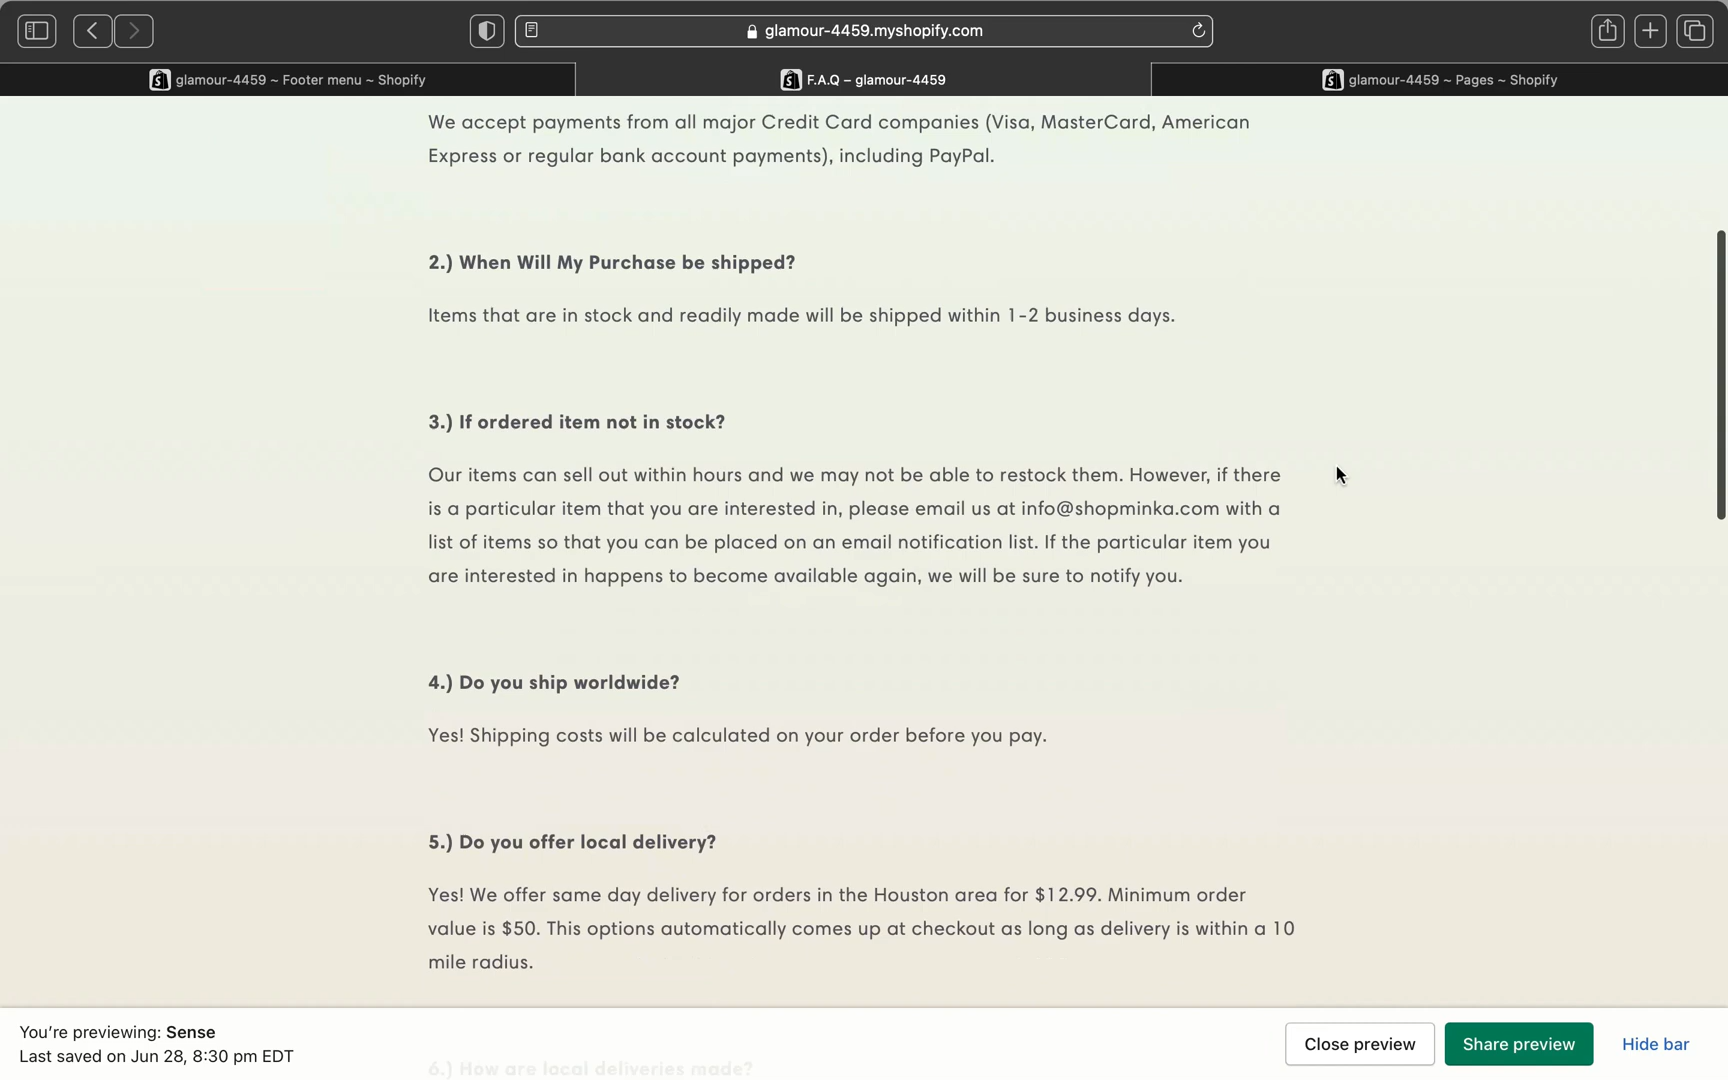 glamour-4459.myshopify.com
glamour-4459 ~ Footer menu ~ Shopify
F.A.Q – glamour-4459
glamour-4459 ~ Pages ~ Shopify
We accept payments from all major Credit Card companies (Visa, MasterCard, American
Express or regular bank account payments), including PayPal.
2.) When Will My Purchase be shipped?
Items that are in stock and readily made will be shipped within 1-2 business days.
3.) If ordered item not in stock?
Our items can sell out within hours and we may not be able to restock them. However, if there
is a particular item that you are interested in, please email us at info@shopminka.com with a
list of items so that you can be placed on an email notification list. If the particular item you
are interested in happens to become available again, we will be sure to notify you.
4.) Do you ship worldwide?
Yes! Shipping costs will be calculated on your order before you pay.
5.) Do you offer local delivery?
Yes! We offer same day delivery for orders in the Houston area for $12.99. Minimum order
value is $50. This options automatically comes up at checkout as long as delivery is within a 10
mile radius.
6.) How are local deliveries made?
You're previewing: Sense
Last saved on Jun 28, 8:30 pm EDT
Close preview
Share preview
Hide bar